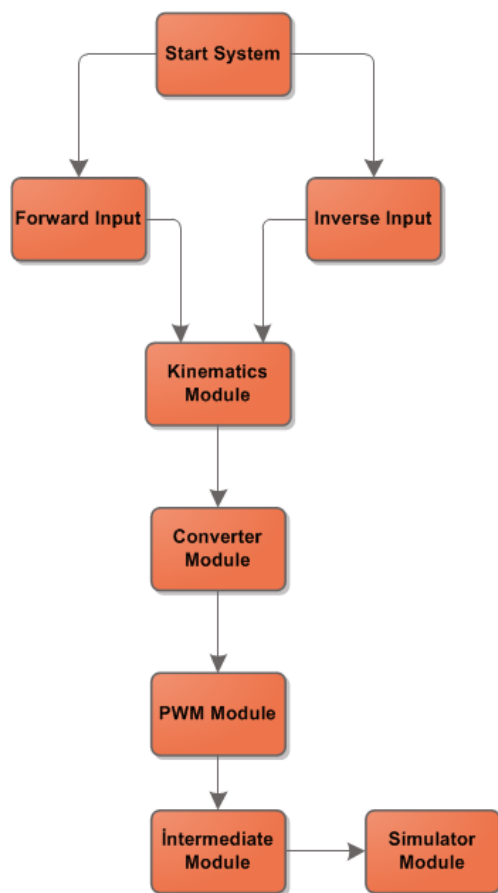 Start System
Forward Input
Inverse Input
Kinematics
Module
Converter
Module
PWM Module
İntermediate
Module
Simulator
Module